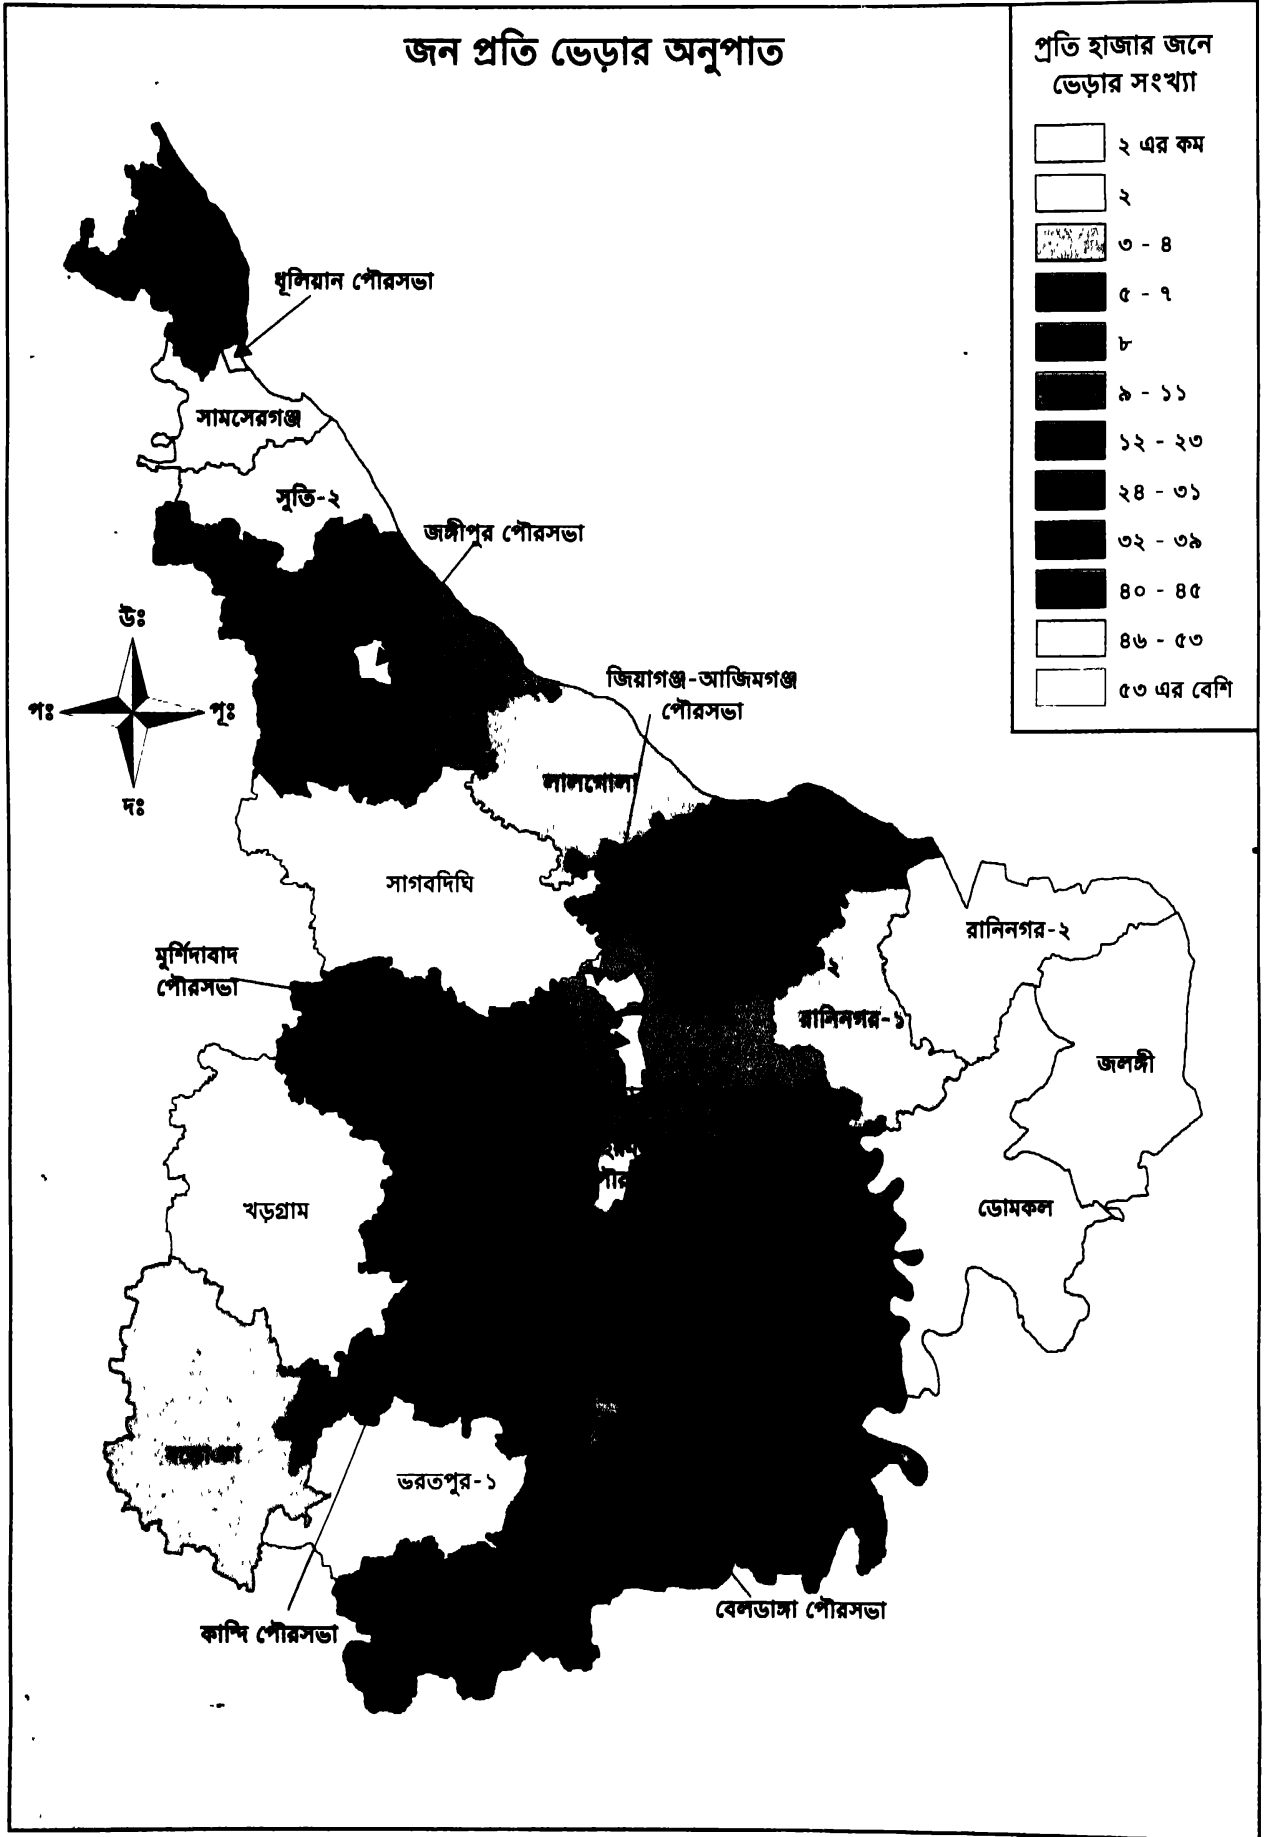 জন প্রতি ভেড়ার অনুপাত
প্রতি হাজার জনে
ভেড়ার সংখ্যা
২ এর কম
২
৩ - ৪
৫ - ৭
৮
৯ - ১১
১২ - ২৩
২৪ - ৩১
৩২ - ৩৯
৪০ - ৪৫
৪৬ - ৫৩
৫৩ এর বেশি
ধূলিয়ান পৌরসভা
সামসেরগঞ্জ
সুতি-২
জঙ্গীপুর পৌরসভা
উঃ
পঃ
পূঃ
দঃ
জিয়াগঞ্জ-আজিমগঞ্জ
পৌরসভা
লালগোলা
সাগবদিঘি
রানিনগর-২
মুর্শিদাবাদ
পৌরসভা
২
রানিনগর-১
জলঙ্গী
খড়গ্রাম
ডোমকল
ভরতপুর-১
বেলডাঙ্গা পৌরসভা
কান্দি পৌরসভা